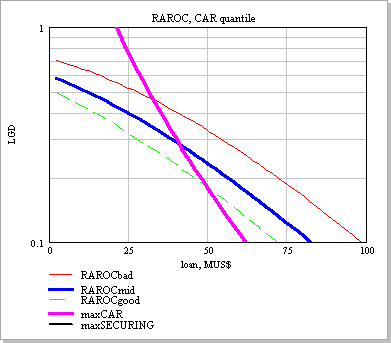 RAROC, CAR quantile
1
LGD
0.1
0 25 50 75 100
loan, MUS$
RAROCbad
RAROCmid
RAROCgood
maxCAR
maxSECURING